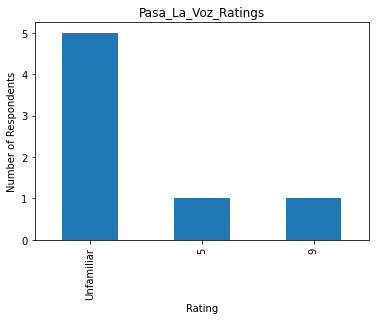 Pasa_La_Voz_Ratings
Number of Respondents
5
4
3
2
1
0
Unfamiliar
5
9
Rating